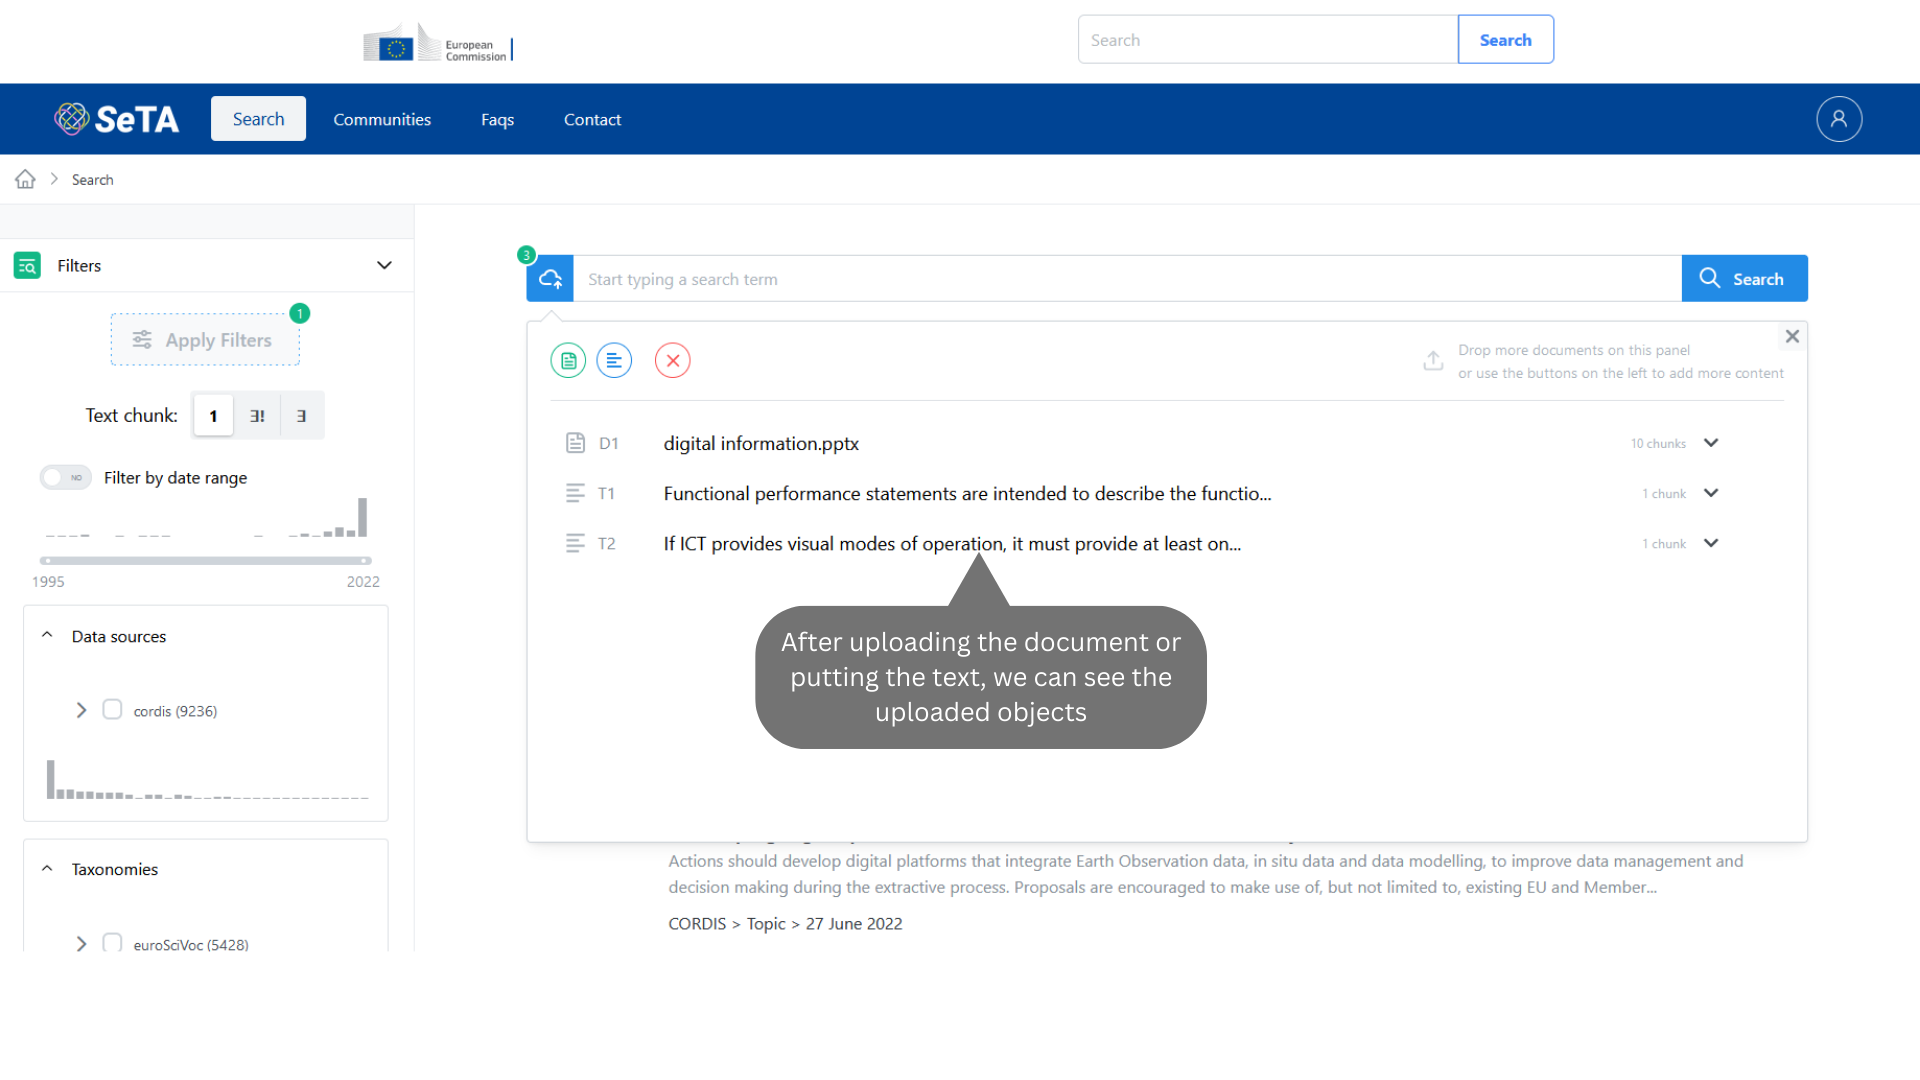 European
Commission
Search
Search
SeTA
Search
Communities
Faqs
Contact
Search
Filters
1
Apply Filters
Text chunk:
1
3!
3
NO
Filter by date range
1995
2022
Data sources
cordis (9236)
Taxonomies
euroSciVoc (5428)
3
Start typing a search term
Search
Drop more documents on this panel
or use the buttons on the left to add more content
D1
digital information.pptx
10 chunks
T1
Functional performance statements are intended to describe the functio...
1 chunk
T2
If ICT provides visual modes of operation, it must provide at least on...
1 chunk
After uploading the document or
putting the text, we can see the
uploaded objects
Actions should develop digital platforms that integrate Earth Observation data, in situ data and data modelling, to improve data management and
decision making during the extractive process. Proposals are encouraged to make use of, but not limited to, existing EU and Member...
CORDIS > Topic > 27 June 2022